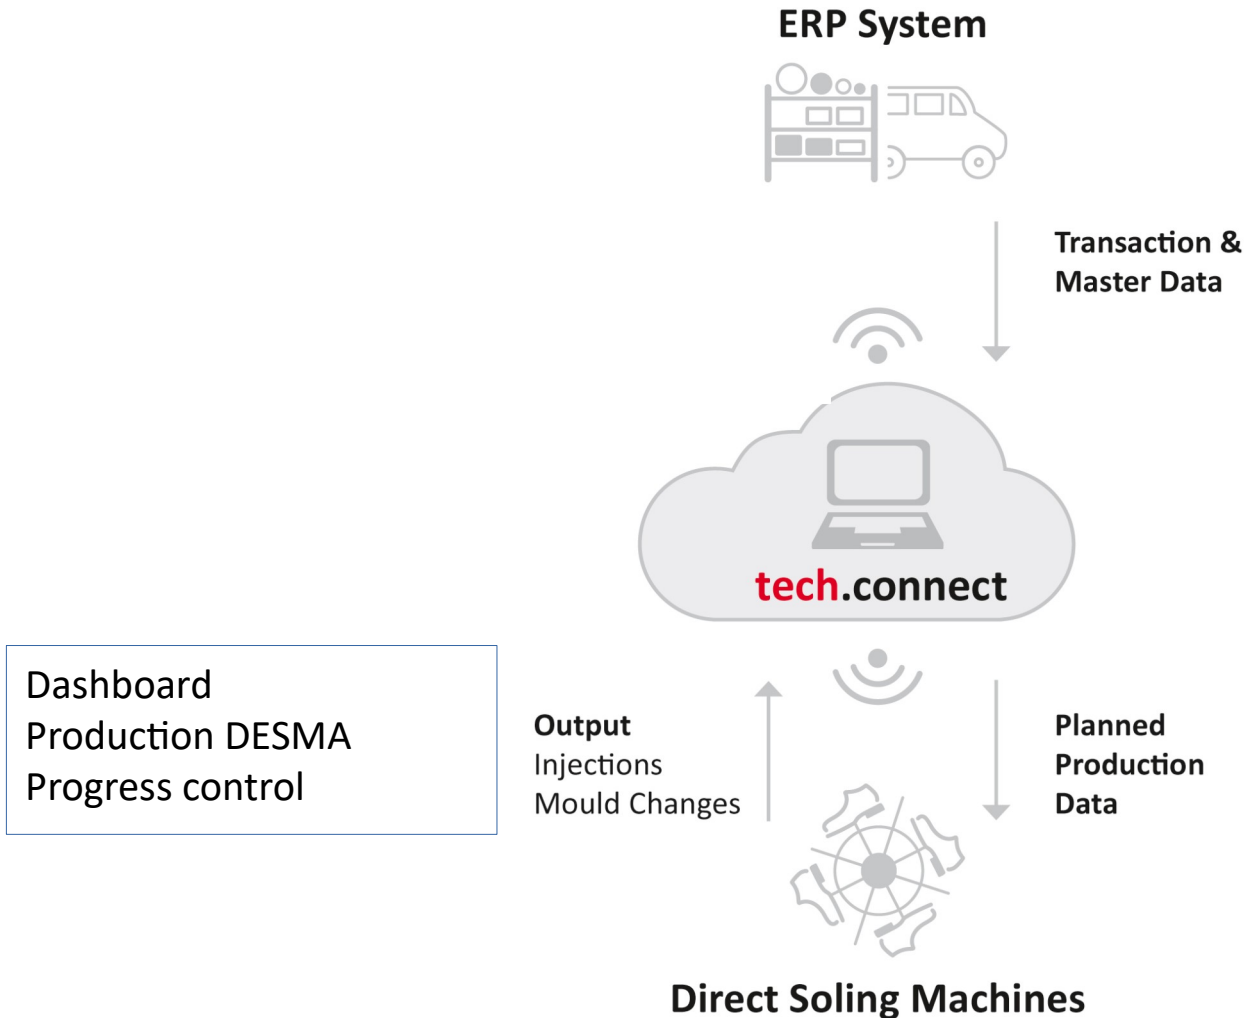 ERP System
Transaction &
Master Data
tech.connect
Dashboard
Production DESMA
Progress control
Output
Injections
Mould Changes
Planned
Production
Data
Direct Soling Machines